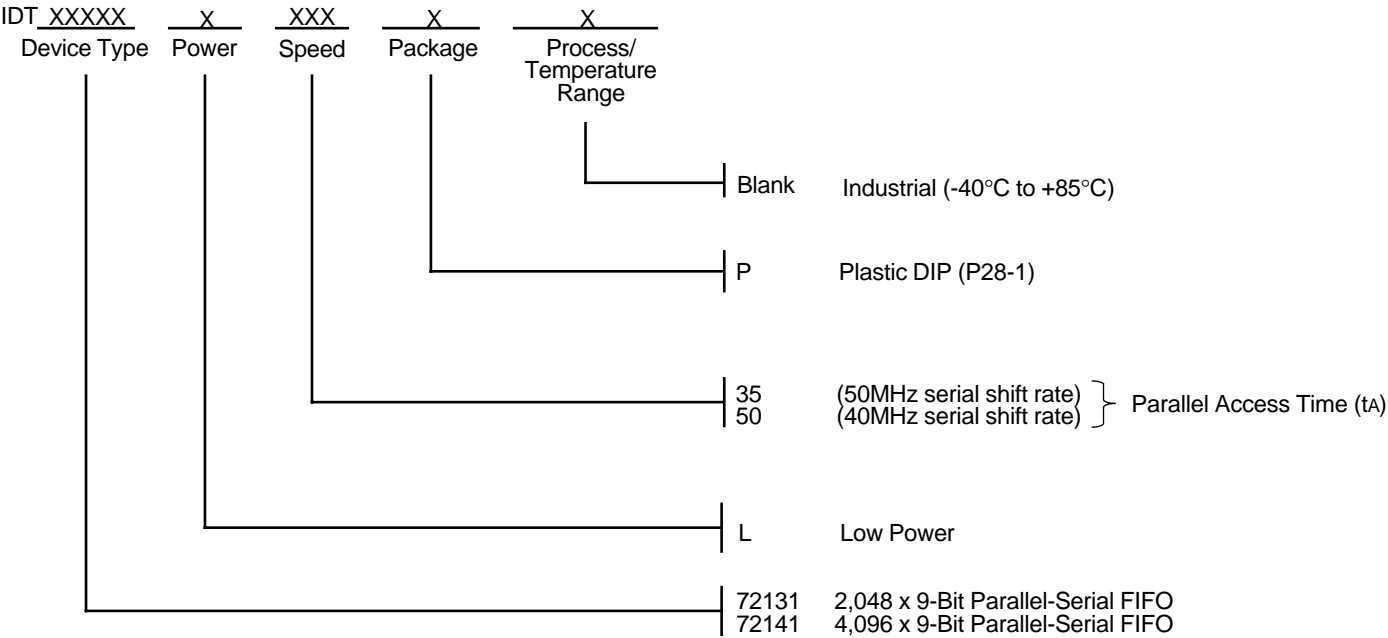 IDT XXXXX X XXX X X
Device Type Power Speed Package Process/
Temperature
Range
Blank Industrial (-40°C to +85°C)
P Plastic DIP (P28-1)
35 (50MHz serial shift rate)
50 (40MHz serial shift rate)
Parallel Access Time (tA)
L Low Power
72131 2,048 x 9-Bit Parallel-Serial FIFO
72141 4,096 x 9-Bit Parallel-Serial FIFO